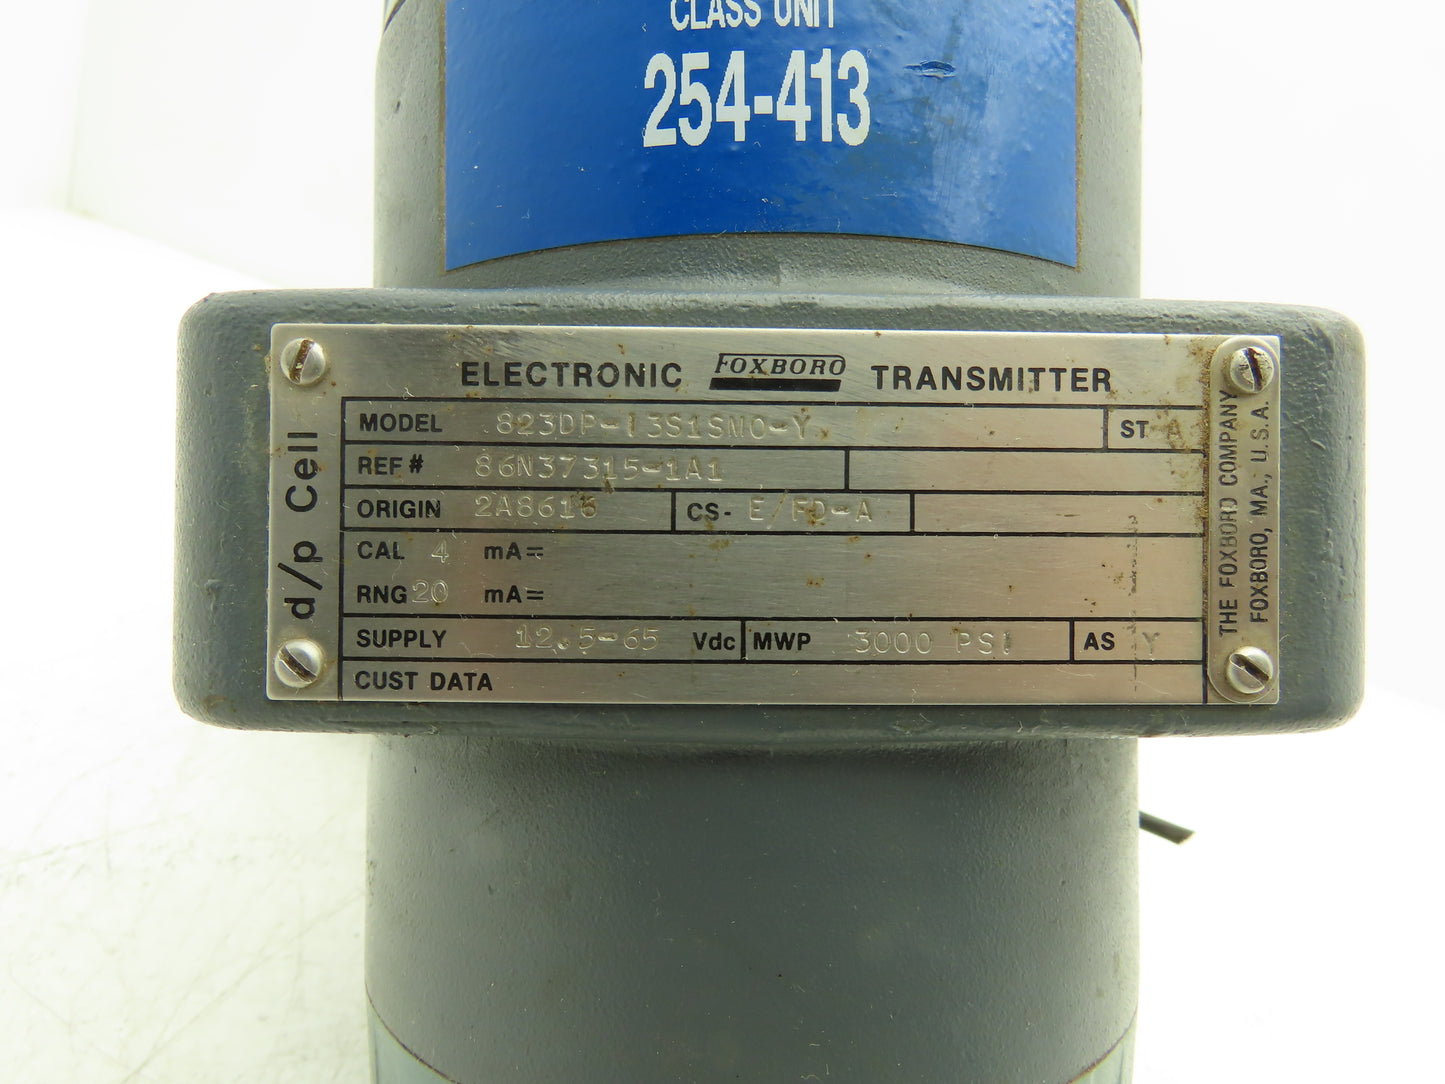 CLASS UNIT
254-413
ELECTRONIC FOXBORO TRANSMITTER
d/p Cell
MODEL 823DP-I3S1SM0-Y ST A
REF# 86N37315-1A1
ORIGIN 2A8616 CS- E/FD-A
CAL 4 mA=
RNG 20 mA=
SUPPLY 12.5-65 Vdc MWP 3000 PSI AS Y
CUST DATA
THE FOXBORO COMPANY
FOXBORO, MA., U.S.A.